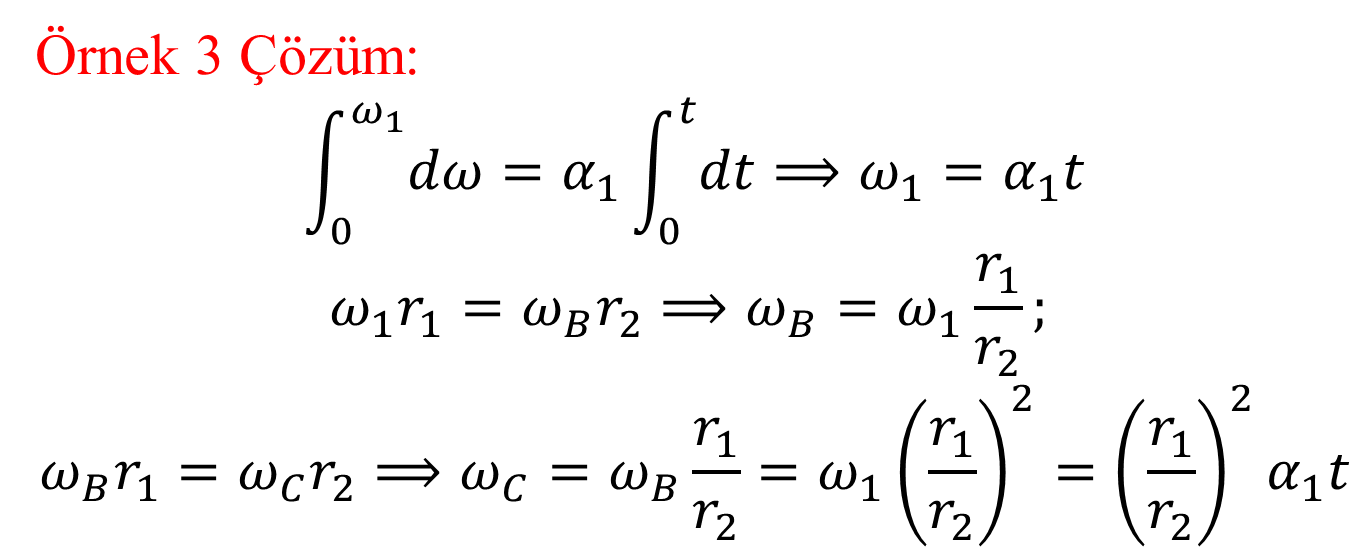 Örnek 3 Çözüm:
∫₀^ω₁ dω = α₁ ∫₀^t dt ⟹ ω₁ = α₁t
ω₁r₁ = ω_B r₂ ⟹ ω_B = ω₁ r₁/r₂;
ω_B r₁ = ω_C r₂ ⟹ ω_C = ω_B r₁/r₂ = ω₁ (r₁/r₂)² = (r₁/r₂)² α₁t